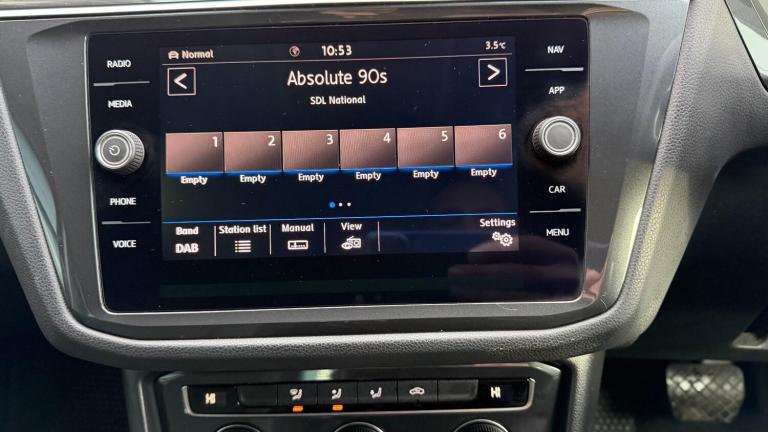 Normal 10:53 3.5°C
RADIO
MEDIA
PHONE
VOICE
Absolute 90s
SDL National
1 2 3 4 5 6
Empty Empty Empty Empty Empty Empty
Band Station list Manual View Settings
DAB
NAV
APP
CAR
MENU